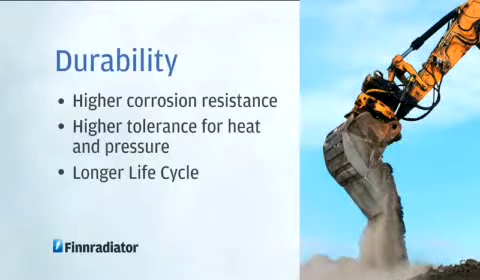 Durability
• Higher corrosion resistance
• Higher tolerance for heat
and pressure
• Longer Life Cycle
Finnradiator